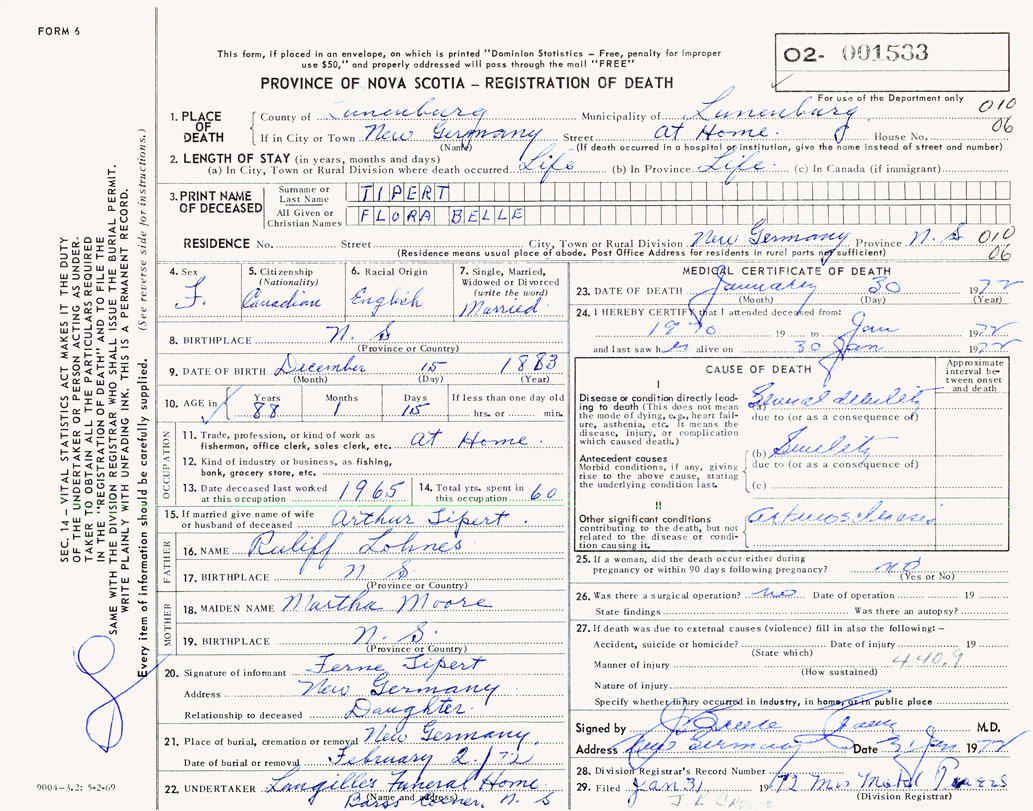 FORM 6
O2- 001533
This form, if placed in an envelope, on which is printed "Dominion Statistics – Free, penalty for improper
use $50," and properly addressed will pass through the mail "FREE"
PROVINCE OF NOVA SCOTIA – REGISTRATION OF DEATH
For use of the Department only
010
06
1. PLACE OF DEATH
County of Lunenburg Municipality of Lunenburg
If in City or Town New Germany Street at Home. House No.
(Name) (If death occurred in a hospital or institution, give the name instead of street and number)
2. LENGTH OF STAY (in years, months and days)
(a) In City, Town or Rural Division where death occurred Life (b) In Province Life. (c) In Canada (if immigrant)
3. PRINT NAME OF DECEASED
Surname or Last Name TIPERT
All Given or Christian Names FLORA BELLE
RESIDENCE No. Street City, Town or Rural Division New Germany Province N. S 010
(Residence means usual place of abode. Post Office Address for residents in rural parts not sufficient) 06
4. Sex F.
5. Citizenship (Nationality) Canadian
6. Racial Origin English
7. Single, Married, Widowed or Divorced (write the word) Married
8. BIRTHPLACE N. S
(Province or Country)
9. DATE OF BIRTH December 15 1883
(Month) (Day) (Year)
10. AGE in Years Months Days If less than one day old
88 1 15 hrs. or min.
OCCUPATION
11. Trade, profession, or kind of work as
fisherman, office clerk, sales clerk, etc. at Home.
12. Kind of industry or business, as fishing,
bank, grocery store, etc.
13. Date deceased last worked at this occupation 1965
14. Total yrs. spent in this occupation 60
15. If married give name of wife
or husband of deceased Arthur Tipert.
FATHER
16. NAME Ruliff Lohnes
17. BIRTHPLACE N. S
(Province or Country)
MOTHER
18. MAIDEN NAME Martha Moore
19. BIRTHPLACE N. S.
(Province or Country)
20. Signature of informant Ferne Tipert
Address New Germany
Relationship to deceased Daughter.
21. Place of burial, cremation or removal New Germany.
Date of burial or removal February 2/72
22. UNDERTAKER Langilles Funeral Home
(Name and address)
Barss Corner. N. S
MEDICAL CERTIFICATE OF DEATH
23. DATE OF DEATH January 30 1972
(Month) (Day) (Year)
24. I HEREBY CERTIFY that I attended deceased from:
1970 19 to Jan 1972
and last saw her alive on 30 Jan 1972
CAUSE OF DEATH
Approximate interval between onset and death
I
Disease or condition directly leading to death (This does not mean the mode of dying, e.g., heart failure, asthenia, etc. It means the disease, injury, or complication which caused death.)
(a) General debility
due to (or as a consequence of)
Antecedent causes
Morbid conditions, if any, giving rise to the above cause, stating the underlying condition last.
(b) Senility
due to (or as a consequence of)
(c)
II
Other significant conditions
contributing to the death, but not related to the disease or condition causing it.
25. If a woman, did the death occur either during
pregnancy or within 90 days following pregnancy? no
(Yes or No)
26. Was there a surgical operation? no Date of operation 19
State findings Was there an autopsy?
27. If death was due to external causes (violence) fill in also the following: –
Accident, suicide or homicide? Date of injury 19
(State which)
Manner of injury 440.9
(How sustained)
Nature of injury
Specify whether injury occurred in industry, in home, or in public place
Signed by M.D.
Address New Germany Date 31 Jan 1972
28. Division Registrar's Record Number
29. Filed Jan 31 1972 Mrs
(Division Registrar)
SEC. 14 – VITAL STATISTICS ACT MAKES IT THE DUTY
OF THE UNDERTAKER OR PERSON ACTING AS UNDER-
TAKER TO OBTAIN ALL THE PARTICULARS REQUIRED
IN THE "REGISTRATION OF DEATH" AND TO FILE THE
SAME WITH THE DIVISION REGISTRAR WHO SHALL ISSUE THE BURIAL PERMIT.
WRITE PLAINLY WITH UNFADING INK. THIS IS A PERMANENT RECORD.
Every item of information should be carefully supplied. (See reverse side for instructions.)
9004-3.2: 5-2-69